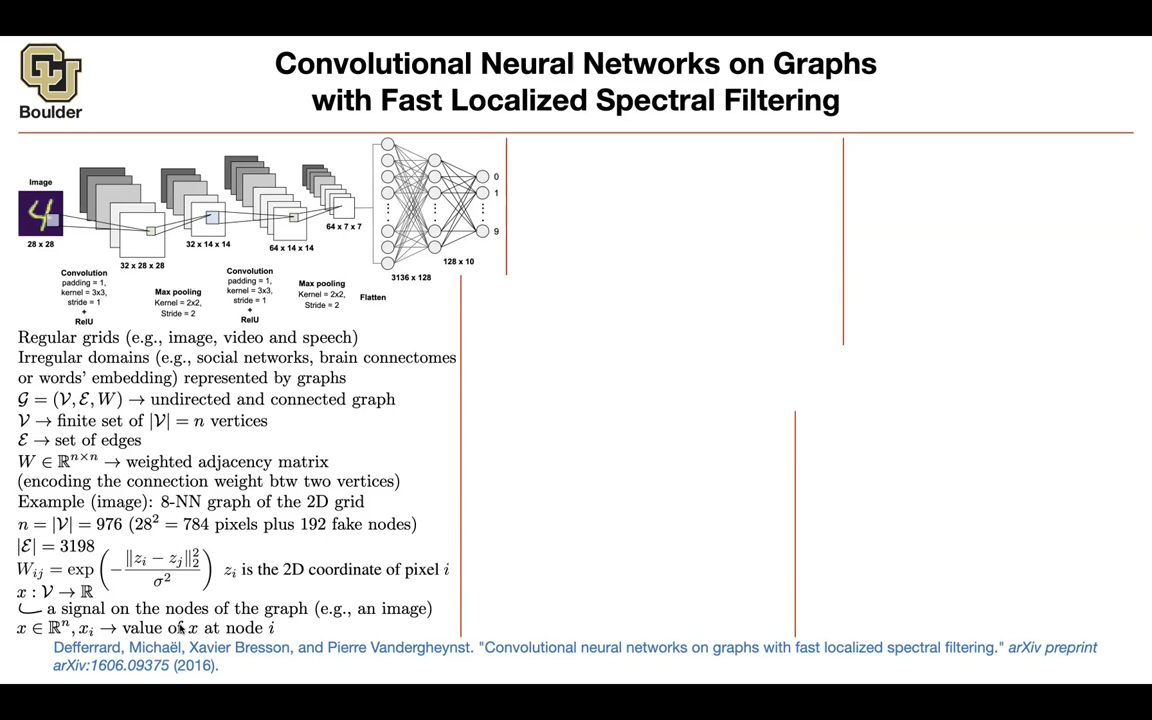 Convolutional Neural Networks on Graphs
with Fast Localized Spectral Filtering
Boulder
Image
28 x 28
32 x 28 x 28
32 x 14 x 14
64 x 14 x 14
64 x 7 x 7
0
1
9
128 x 10
3136 x 128
Flatten
Convolution
padding = 1,
kernel = 3x3,
stride = 1
+
RelU
Max pooling
Kernel = 2x2,
Stride = 2
Convolution
padding = 1,
kernel = 3x3,
stride = 1
+
RelU
Max pooling
Kernel = 2x2,
Stride = 2
Regular grids (e.g., image, video and speech)
Irregular domains (e.g., social networks, brain connectomes
or words' embedding) represented by graphs
𝒢 = (𝒱, ℰ, W) → undirected and connected graph
𝒱 → finite set of |𝒱| = n vertices
ℰ → set of edges
W ∈ ℝⁿˣⁿ → weighted adjacency matrix
(encoding the connection weight btw two vertices)
Example (image): 8-NN graph of the 2D grid
n = |𝒱| = 976 (28² = 784 pixels plus 192 fake nodes)
|ℰ| = 3198
W_ij = exp(−‖z_i − z_j‖₂² / σ²) z_i is the 2D coordinate of pixel i
x : 𝒱 → ℝ
a signal on the nodes of the graph (e.g., an image)
x ∈ ℝⁿ, x_i → value of x at node i
Defferrard, Michaël, Xavier Bresson, and Pierre Vandergheynst. "Convolutional neural networks on graphs with fast localized spectral filtering." arXiv preprint
arXiv:1606.09375 (2016).